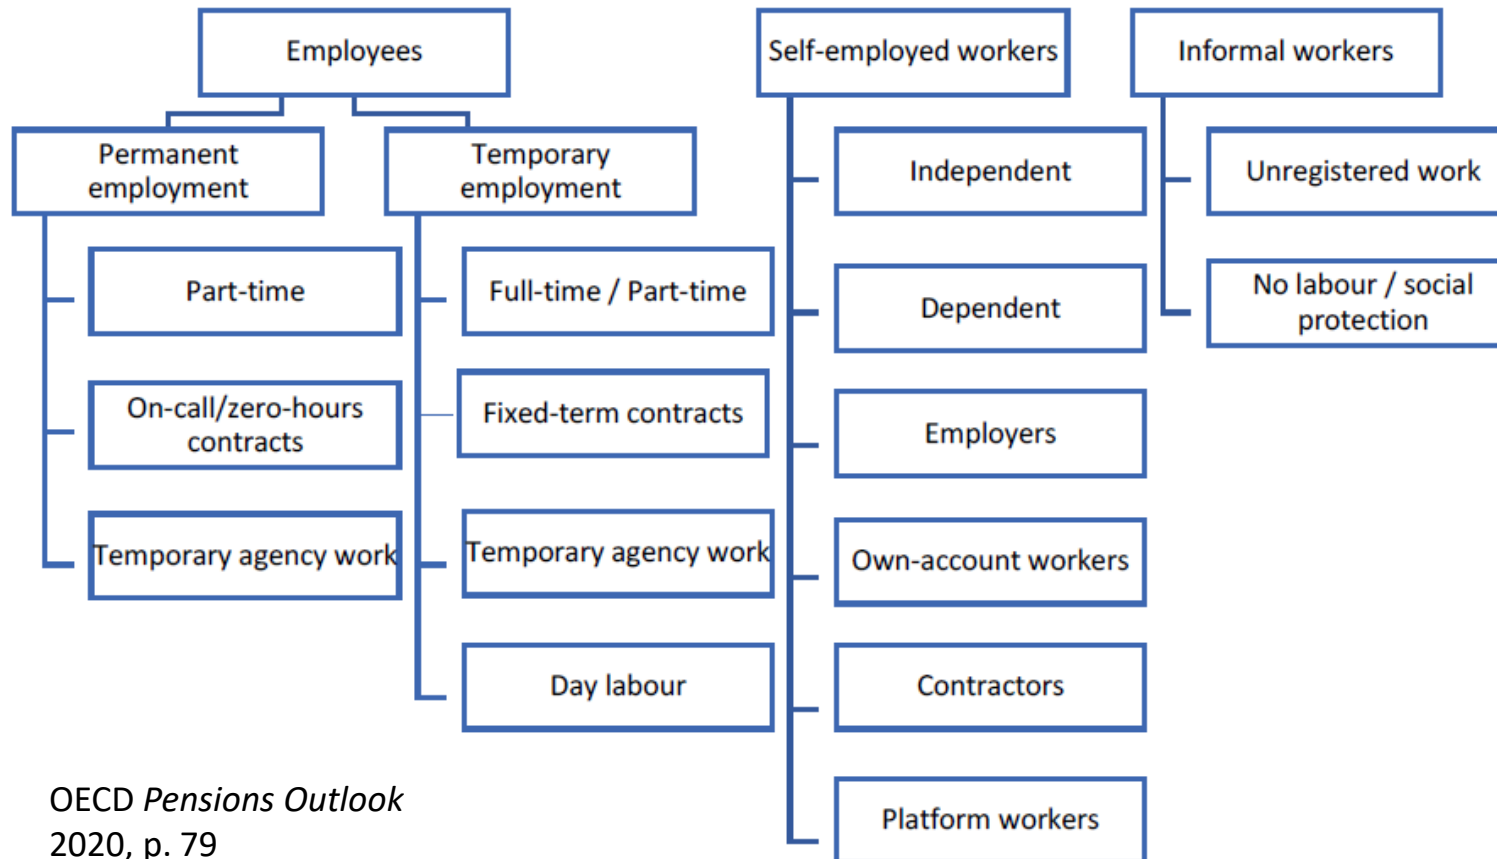 Employees
Self-employed workers
Informal workers
Permanent
employment
Temporary
employment
Independent
Unregistered work
Part-time
Full-time / Part-time
Dependent
No labour / social
protection
On-call/zero-hours
contracts
Fixed-term contracts
Employers
Temporary agency work
Temporary agency work
Own-account workers
Day labour
Contractors
Platform workers
OECD Pensions Outlook
2020, p. 79